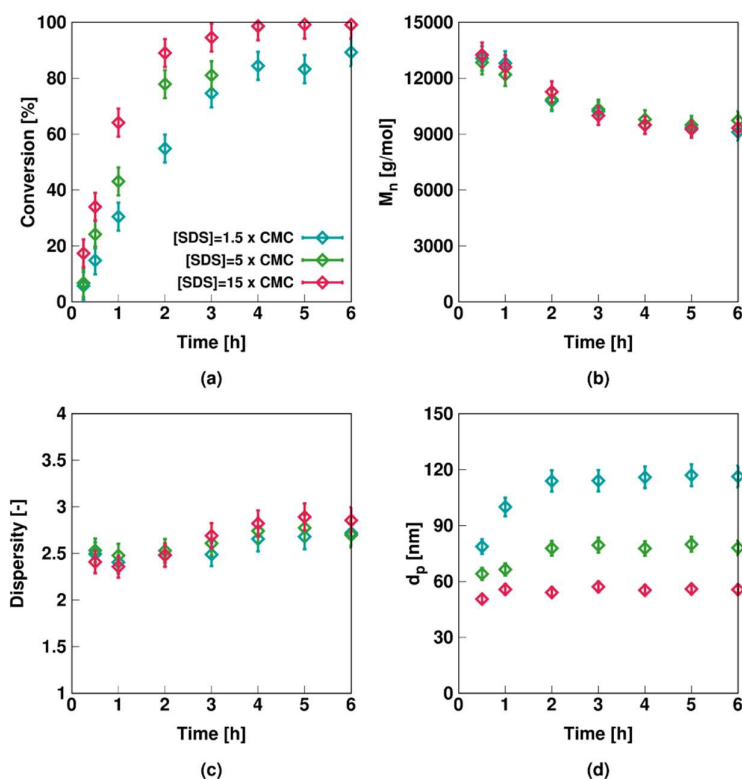 100
80
60
40
20
0
Conversion [%]
[SDS]=1.5 x CMC
[SDS]=5 x CMC
[SDS]=15 x CMC
0 1 2 3 4 5 6
Time [h]
(a)
15000
12000
9000
6000
3000
0
Mn [g/mol]
0 1 2 3 4 5 6
Time [h]
(b)
4
3.5
3
2.5
2
1.5
1
Dispersity [-]
0 1 2 3 4 5 6
Time [h]
(c)
150
120
90
60
30
0
dp [nm]
0 1 2 3 4 5 6
Time [h]
(d)